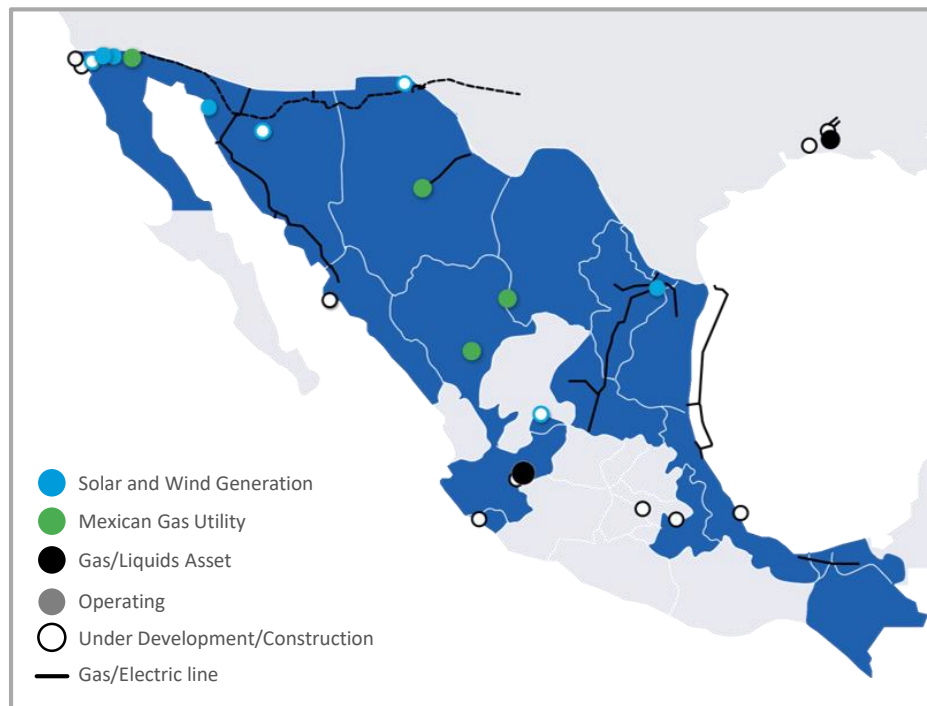 Solar and Wind Generation
Mexican Gas Utility
Gas/Liquids Asset
Operating
Under Development/Construction
Gas/Electric line